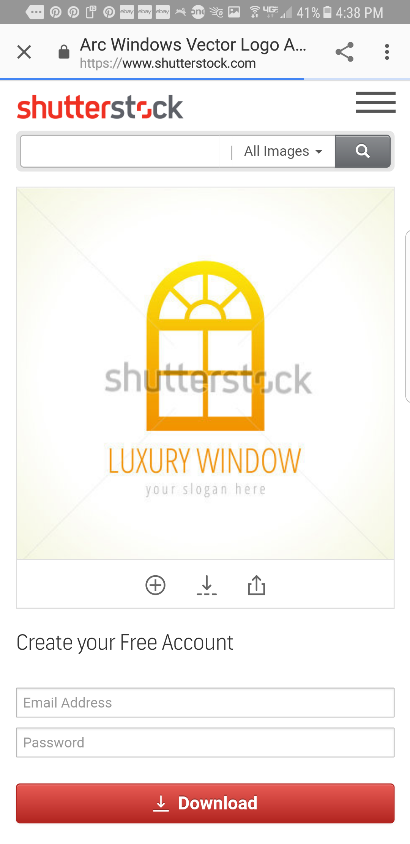 41% 4:38 PM
Arc Windows Vector Logo A...
https://www.shutterstock.com
shutterstock
All Images
shutterstock
LUXURY WINDOW
your slogan here
Create your Free Account
Email Address
Password
Download